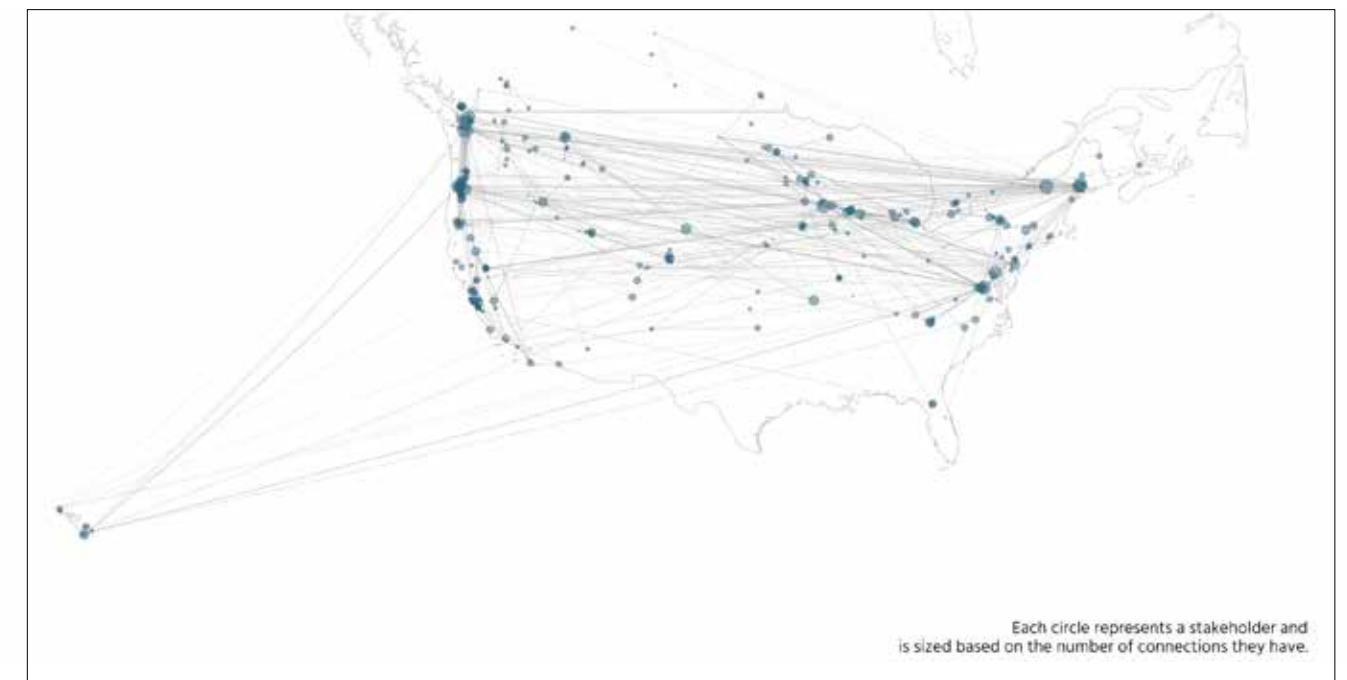 Each circle represents a stakeholder and
is sized based on the number of connections they have.